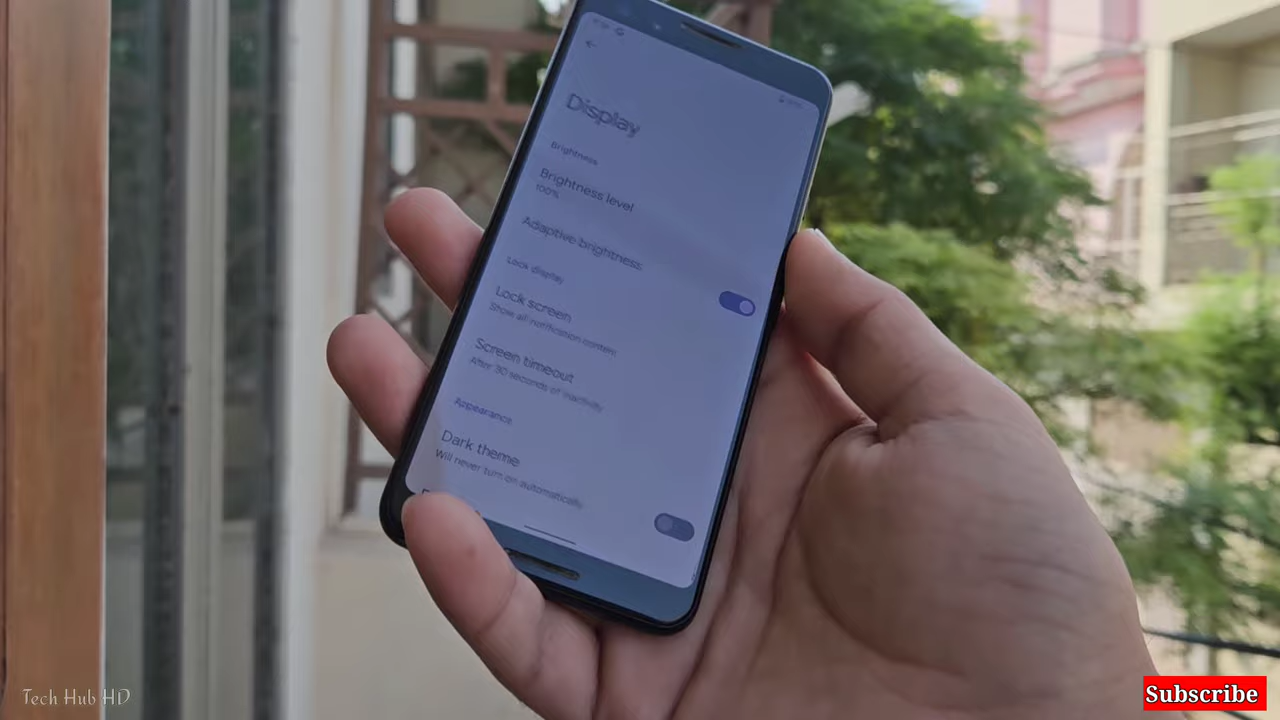 Display
Brightness
Brightness level
100%
Adaptive brightness
Lock display
Lock screen
Show all notification content
Screen timeout
After 30 seconds of inactivity
Appearance
Dark theme
Will never turn on automatically
Tech Hub HD
Subscribe